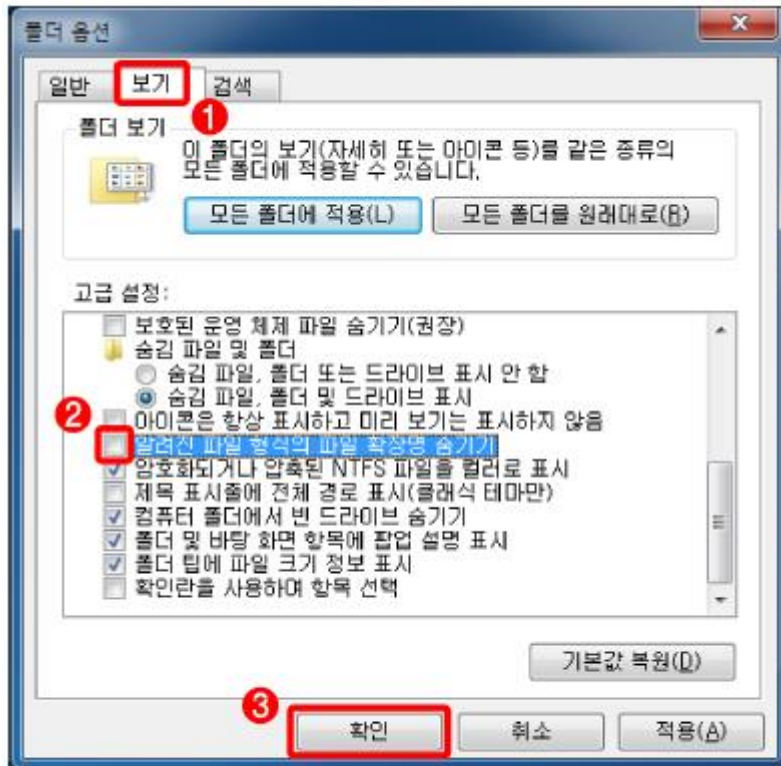 폴더 옵션
일반 보기 검색
1
폴더 보기
이 폴더의 보기(자세히 또는 아이콘 등)를 같은 종류의
모든 폴더에 적용할 수 있습니다.
모든 폴더에 적용(L) 모든 폴더를 원래대로(R)
고급 설정:
보호된 운영 체제 파일 숨기기(권장)
숨김 파일 및 폴더
숨김 파일, 폴더 또는 드라이브 표시 안 함
숨김 파일, 폴더 및 드라이브 표시
2
아이콘은 항상 표시하고 미리 보기는 표시하지 않음
알려진 파일 형식의 파일 확장명 숨기기
암호화되거나 압축된 NTFS 파일을 컬러로 표시
제목 표시줄에 전체 경로 표시(클래식 테마만)
컴퓨터 폴더에서 빈 드라이브 숨기기
폴더 및 바탕 화면 항목에 팝업 설명 표시
폴더 팁에 파일 크기 정보 표시
확인란을 사용하여 항목 선택
기본값 복원(D)
3
확인 취소 적용(A)